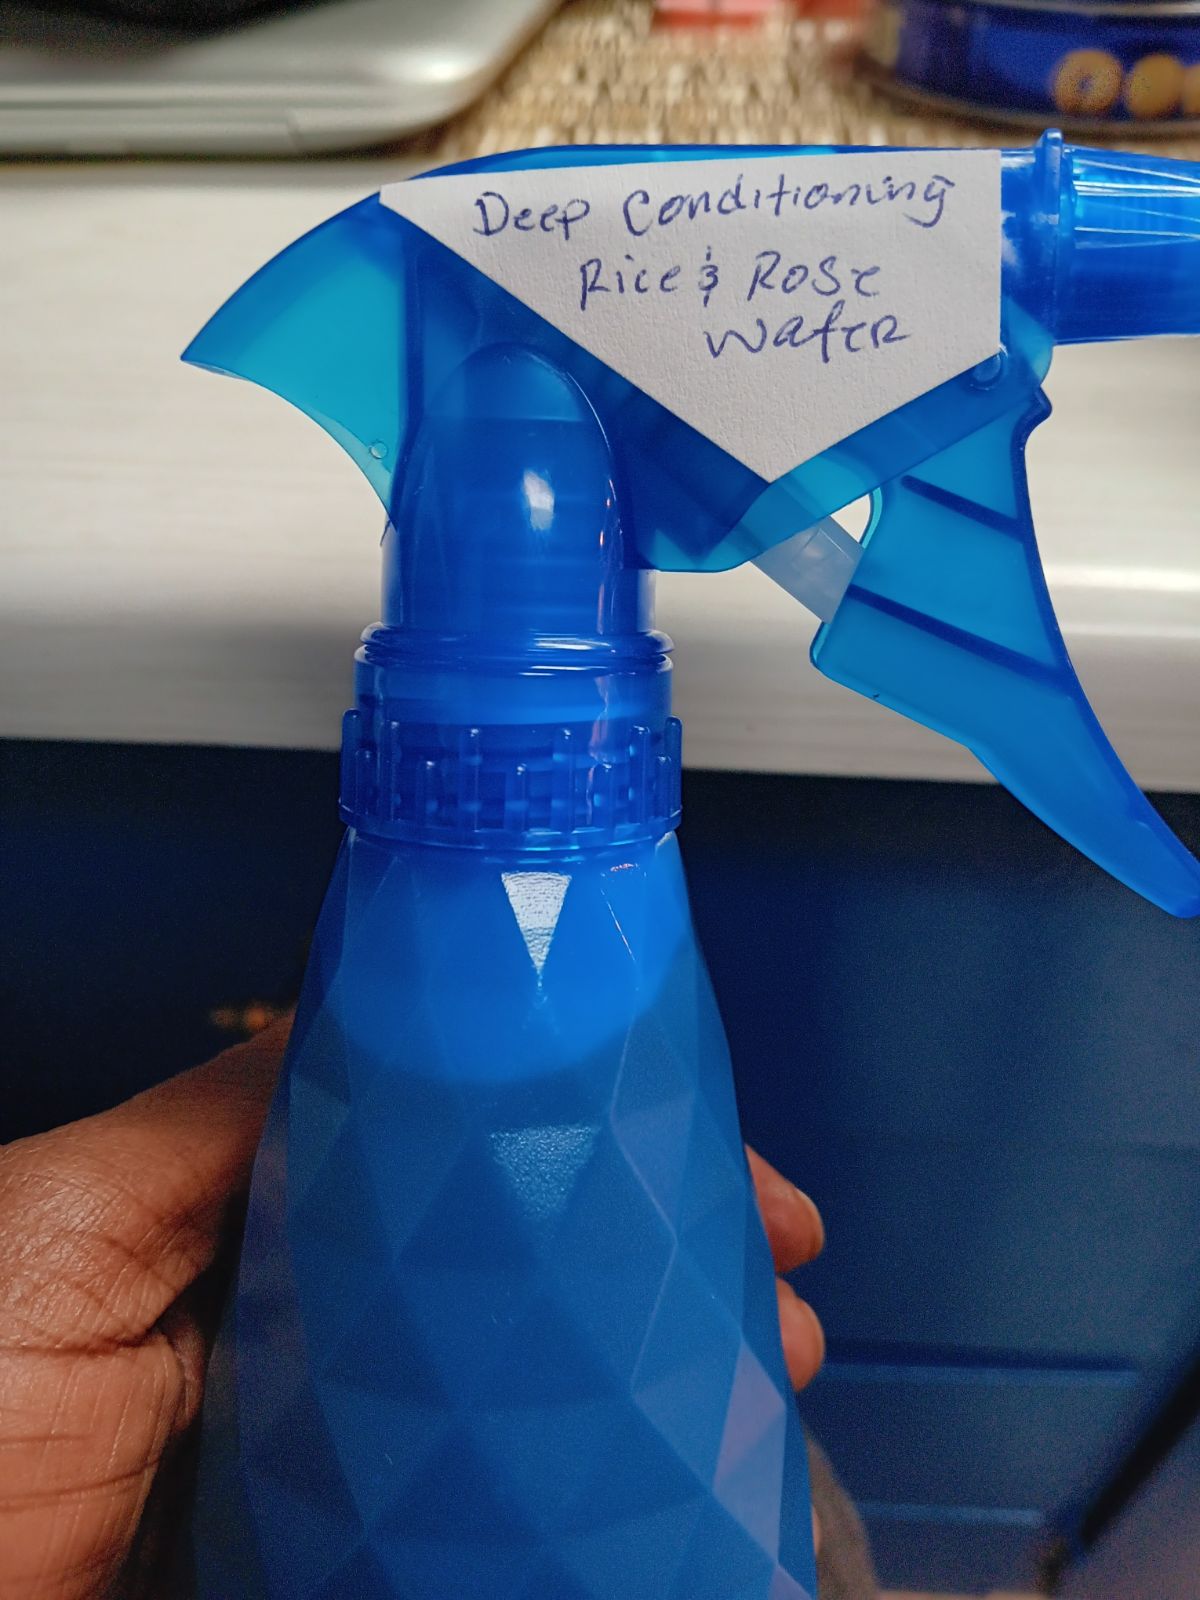 Deep Conditioning
Rice & Rose
Water